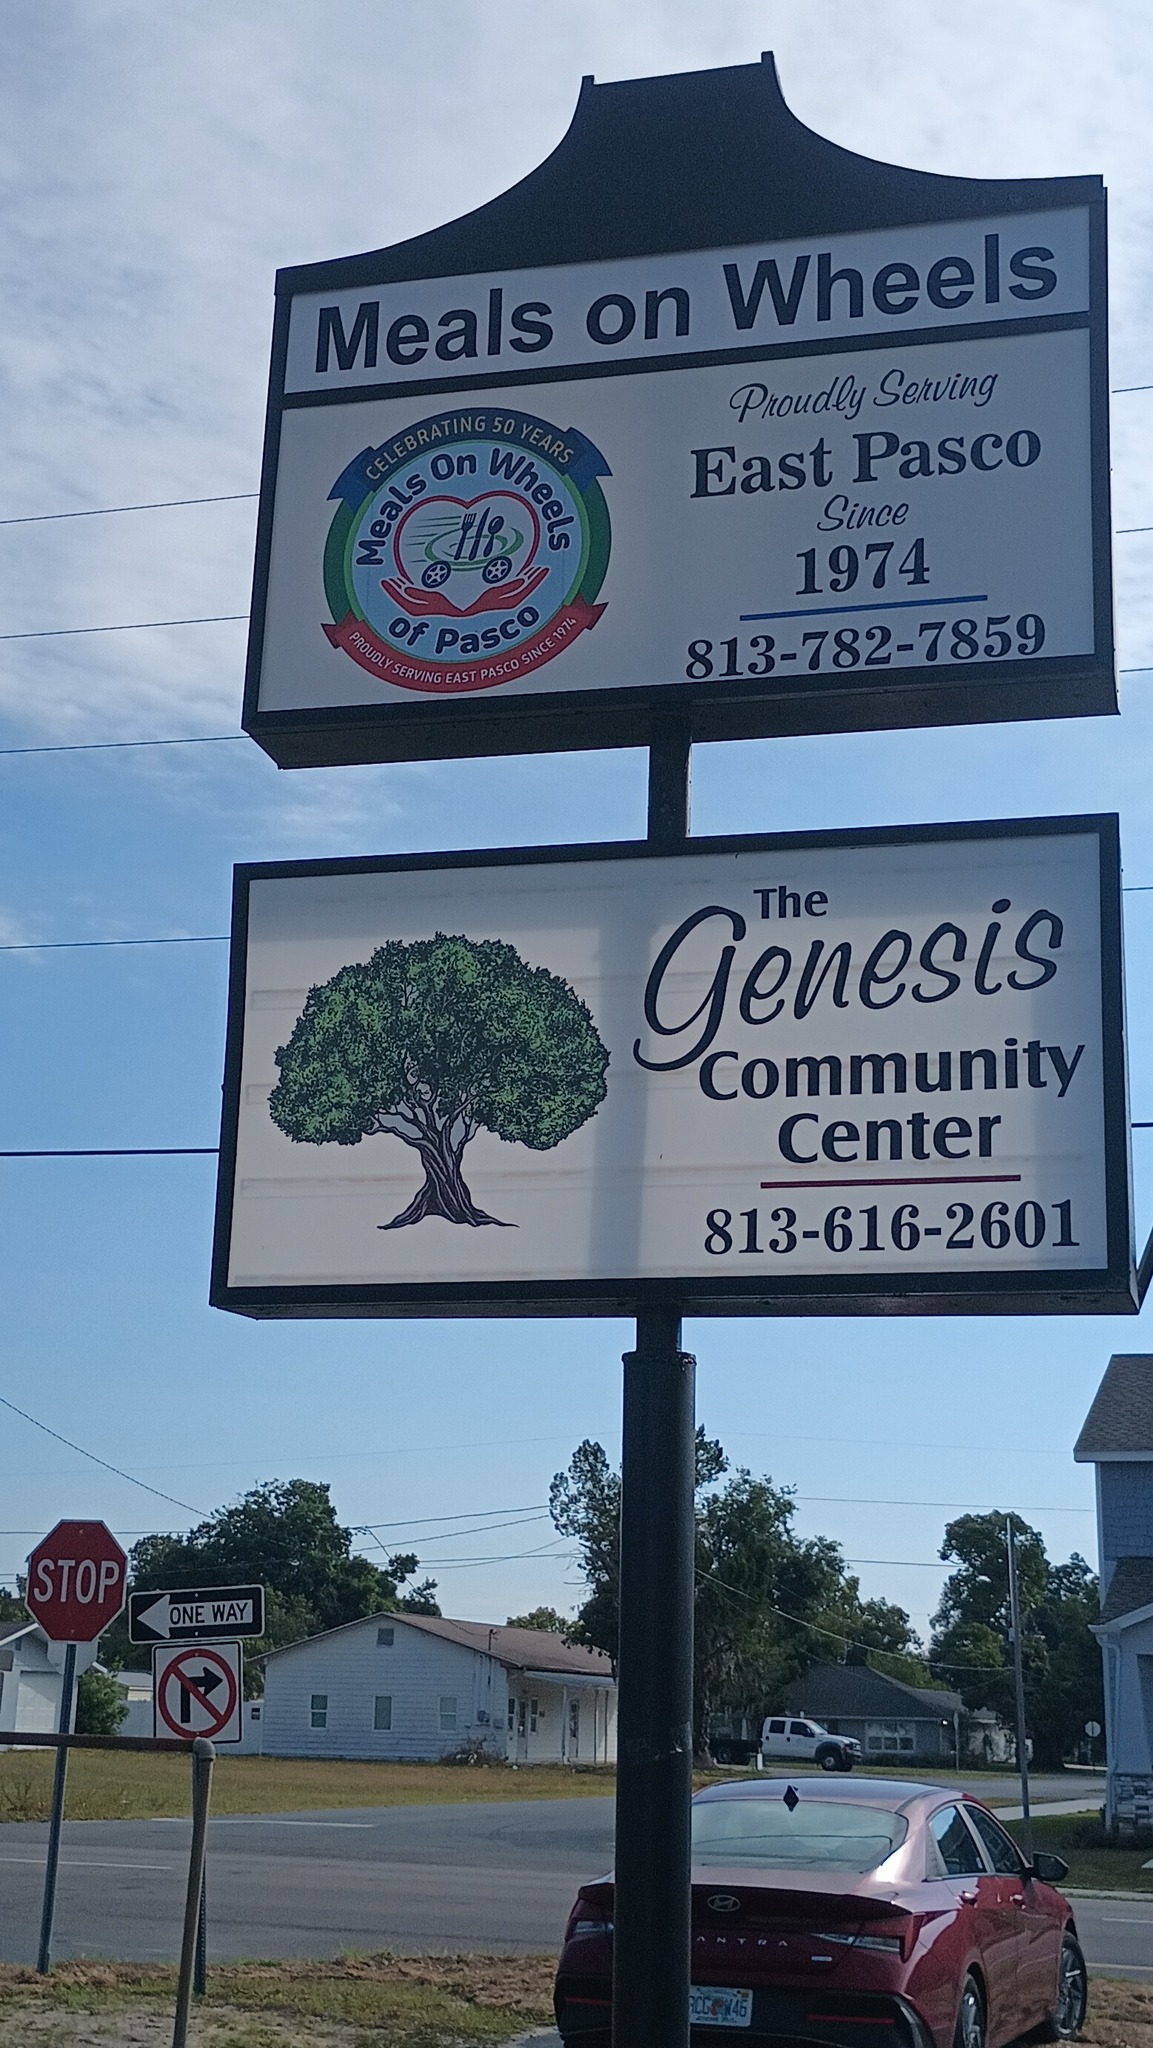 Meals on Wheels
CELEBRATING 50 YEARS
Meals On Wheels
of Pasco
PROUDLY SERVING EAST PASCO SINCE 1974
Proudly Serving
East Pasco
Since
1974
813-782-7859
The
Genesis
Community
Center
813-616-2601
STOP
ONE WAY
ANTRA